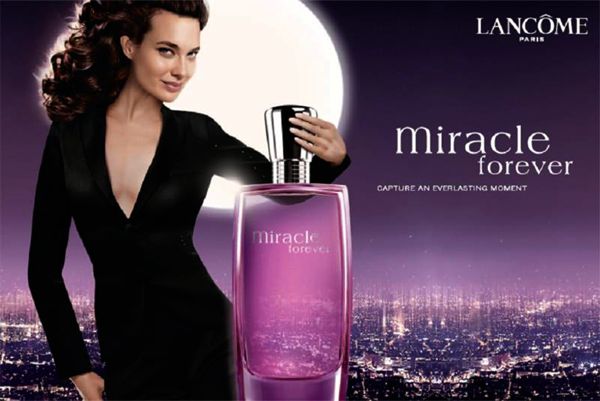 LANCÔME
PARIS
miracle
forever
CAPTURE AN EVERLASTING MOMENT
miracle
forever